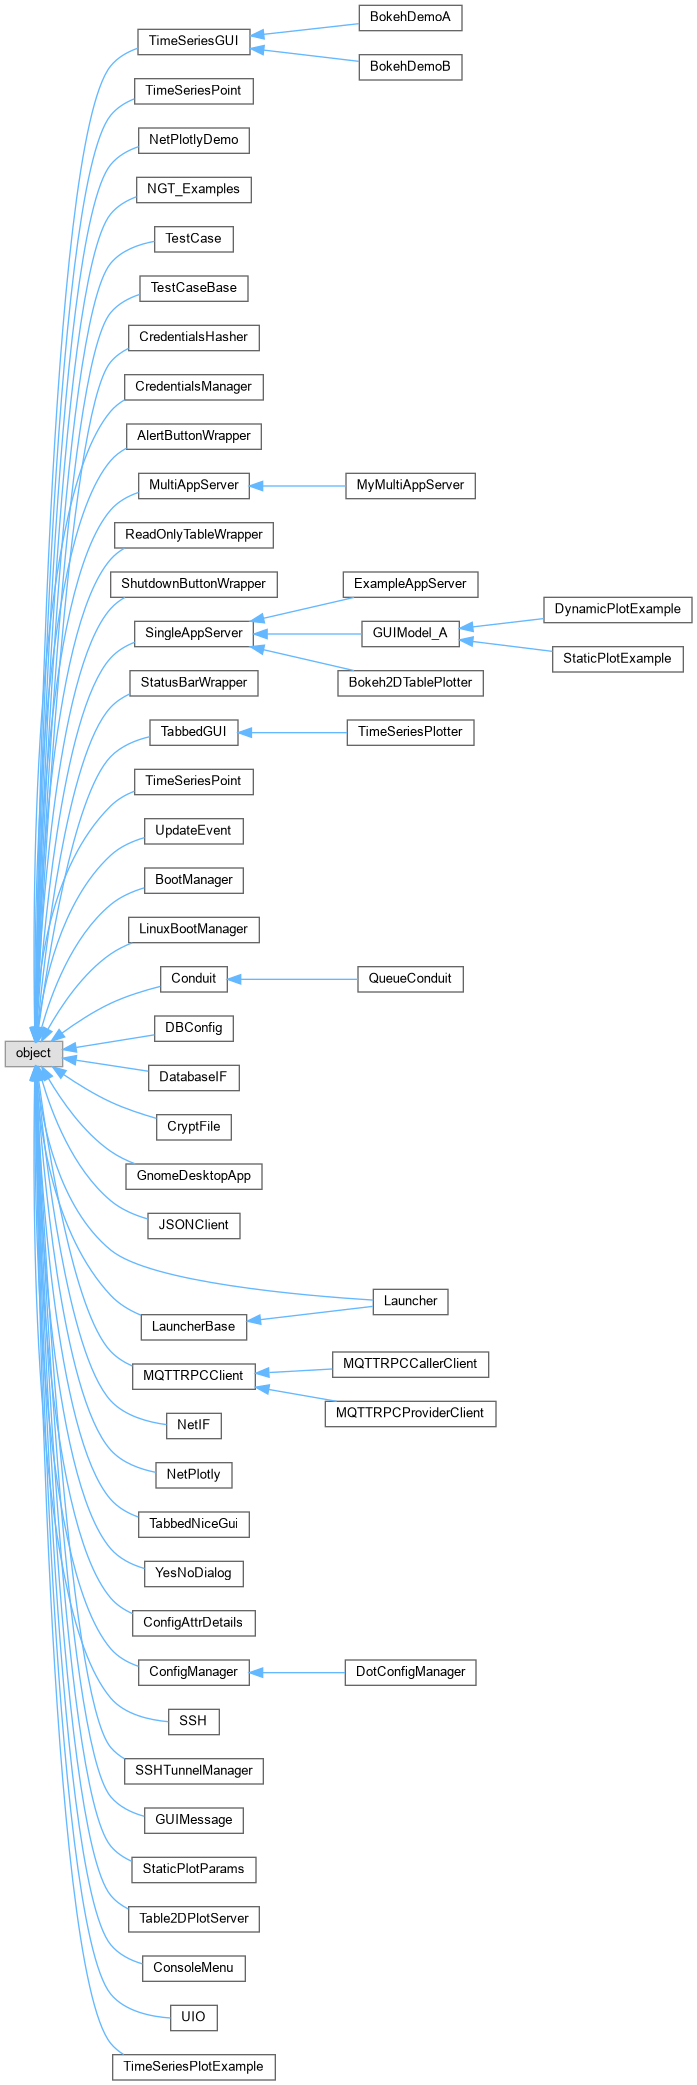 BokehDemoA
TimeSeriesGUI
BokehDemoB
TimeSeriesPoint
NetPlotlyDemo
NGT_Examples
TestCase
TestCaseBase
CredentialsHasher
CredentialsManager
AlertButtonWrapper
MultiAppServer
MyMultiAppServer
ReadOnlyTableWrapper
ShutdownButtonWrapper
ExampleAppServer
SingleAppServer
GUIModel_A
DynamicPlotExample
StaticPlotExample
Bokeh2DTablePlotter
StatusBarWrapper
TabbedGUI
TimeSeriesPlotter
TimeSeriesPoint
UpdateEvent
BootManager
LinuxBootManager
Conduit
QueueConduit
DBConfig
object
DatabaseIF
CryptFile
GnomeDesktopApp
JSONClient
Launcher
LauncherBase
MQTTRPCClient
MQTTRPCCallerClient
MQTTRPCProviderClient
NetIF
NetPlotly
TabbedNiceGui
YesNoDialog
ConfigAttrDetails
ConfigManager
DotConfigManager
SSH
SSHTunnelManager
GUIMessage
StaticPlotParams
Table2DPlotServer
ConsoleMenu
UIO
TimeSeriesPlotExample